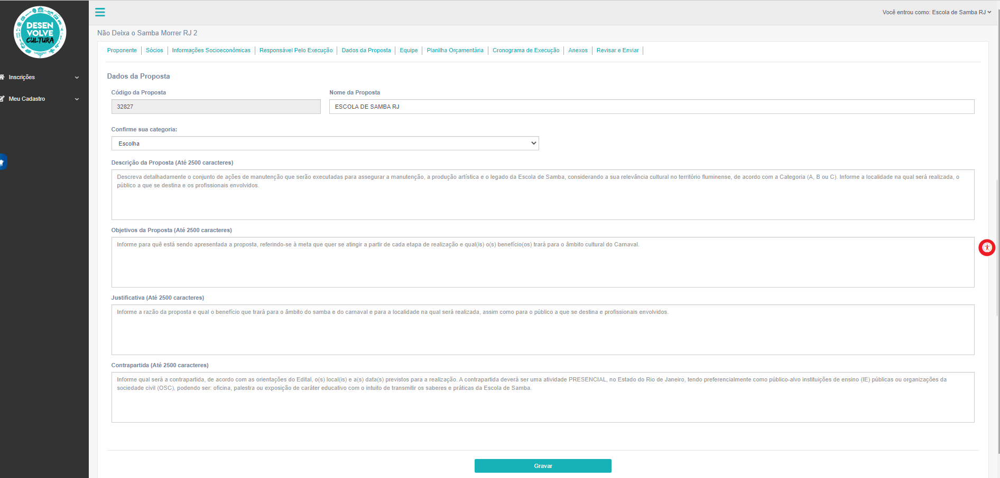 DESEN
VOLVE
CULTURA
Você entrou como: Escola de Samba RJ
Inscrições
Meu Cadastro
Não Deixa o Samba Morrer RJ 2
Proponente Sócios Informações Socioeconômicas Responsável Pelo Execução Dados da Proposta Equipe Planilha Orçamentária Cronograma de Execução Anexos Revisar e Enviar
Dados da Proposta
Código da Proposta Nome da Proposta
32827 ESCOLA DE SAMBA RJ
Confirme sua categoria:
Escolha
Descrição da Proposta (Até 2500 caracteres)
Descreva detalhadamente o conjunto de ações de manutenção que serão executadas para assegurar a manutenção, a produção artística e o legado da Escola de Samba, considerando a sua relevância cultural no território fluminense, de acordo com a Categoria (A, B ou C). Informe a localidade na qual será realizada, o
público a que se destina e os profissionais envolvidos.
Objetivos da Proposta (Até 2500 caracteres)
Informe para quê está sendo apresentada a proposta, referindo-se à meta que quer se atingir a partir de cada etapa de realização e qual(is) o(s) benefício(os) trará para o âmbito cultural do Carnaval.
Justificativa (Até 2500 caracteres)
Informe a razão da proposta e qual o benefício que trará para o âmbito do samba e do carnaval e para a localidade na qual será realizada, assim como para o público a que se destina e profissionais envolvidos.
Contrapartida (Até 2500 caracteres)
Informe qual será a contrapartida, de acordo com as orientações do Edital, o(s) local(is) e a(s) data(s) previstos para a realização. A contrapartida deverá ser uma atividade PRESENCIAL, no Estado do Rio de Janeiro, tendo preferencialmente como público-alvo instituições de ensino (IE) públicas ou organizações da
sociedade civil (OSC), podendo ser: oficina, palestra ou exposição de caráter educativo com o intuito de transmitir os saberes e práticas da Escola de Samba.
Gravar